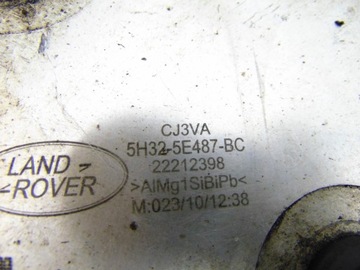 CJ3VA
5H32-5E487-BC
22212398
>AlMg1SiBiPb<
M:023/10/12:38
LAND
ROVER